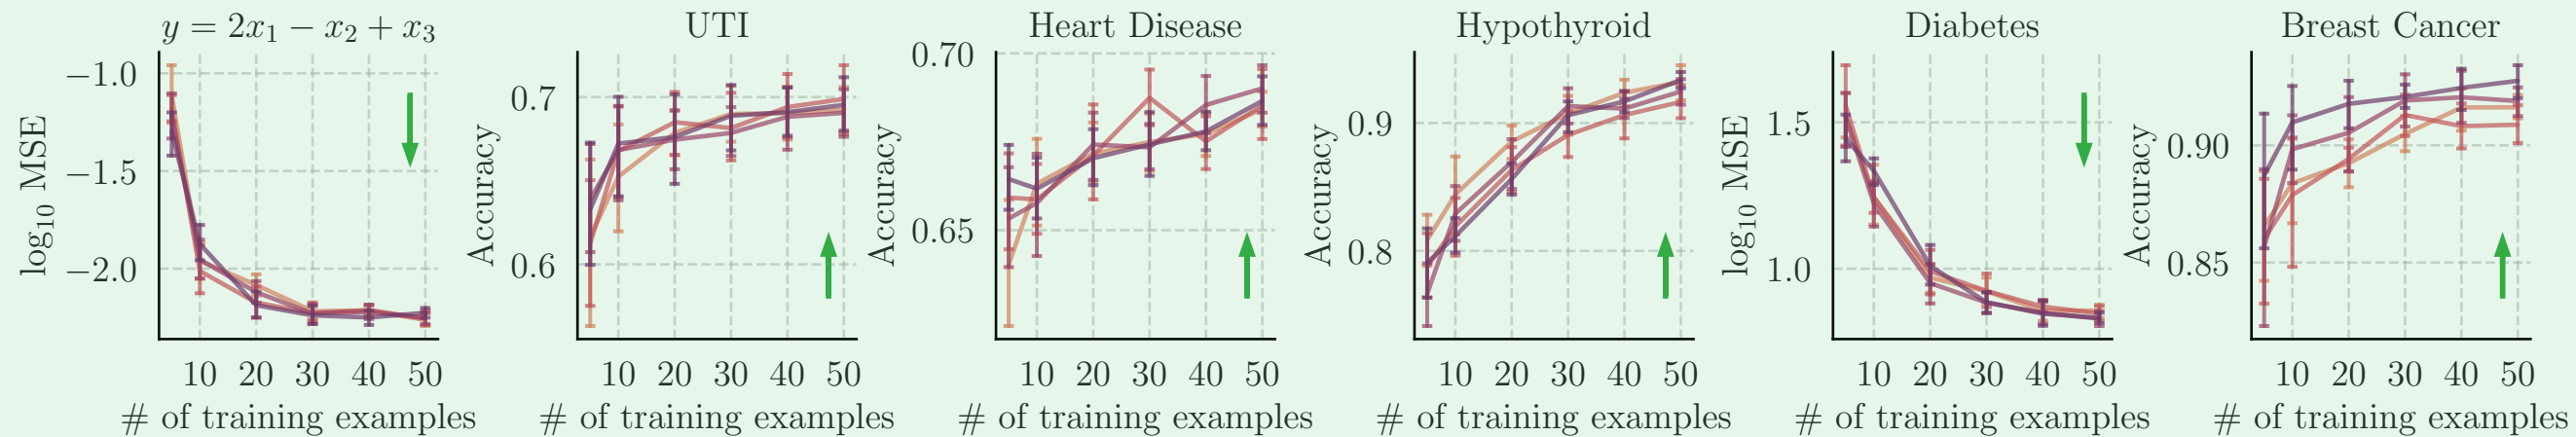 y = 2x₁ − x₂ + x₃
log₁₀ MSE
−1.0
−1.5
−2.0
10 20 30 40 50
# of training examples
UTI
Accuracy
0.7
0.6
10 20 30 40 50
# of training examples
Heart Disease
Accuracy
0.70
0.65
10 20 30 40 50
# of training examples
Hypothyroid
Accuracy
0.9
0.8
10 20 30 40 50
# of training examples
Diabetes
log₁₀ MSE
1.5
1.0
10 20 30 40 50
# of training examples
Breast Cancer
Accuracy
0.90
0.85
10 20 30 40 50
# of training examples